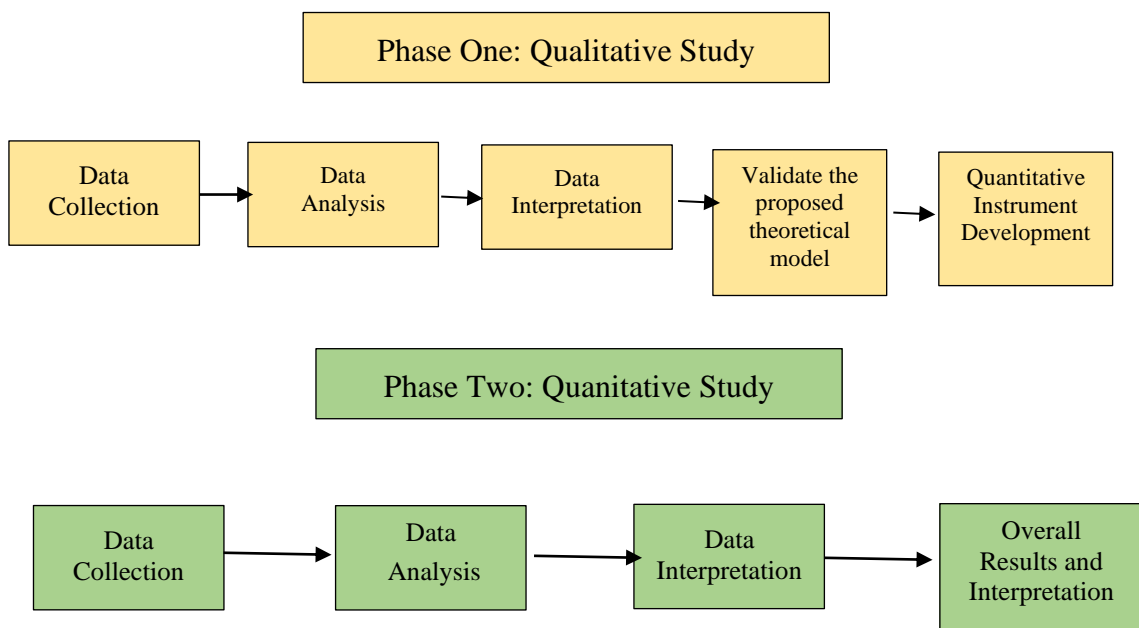 Phase One: Qualitative Study
Data
Collection
Data
Analysis
Data
Interpretation
Validate the
proposed
theoretical
model
Quantitative
Instrument
Development
Phase Two: Quanitative Study
Data
Collection
Data
Analysis
Data
Interpretation
Overall
Results and
Interpretation